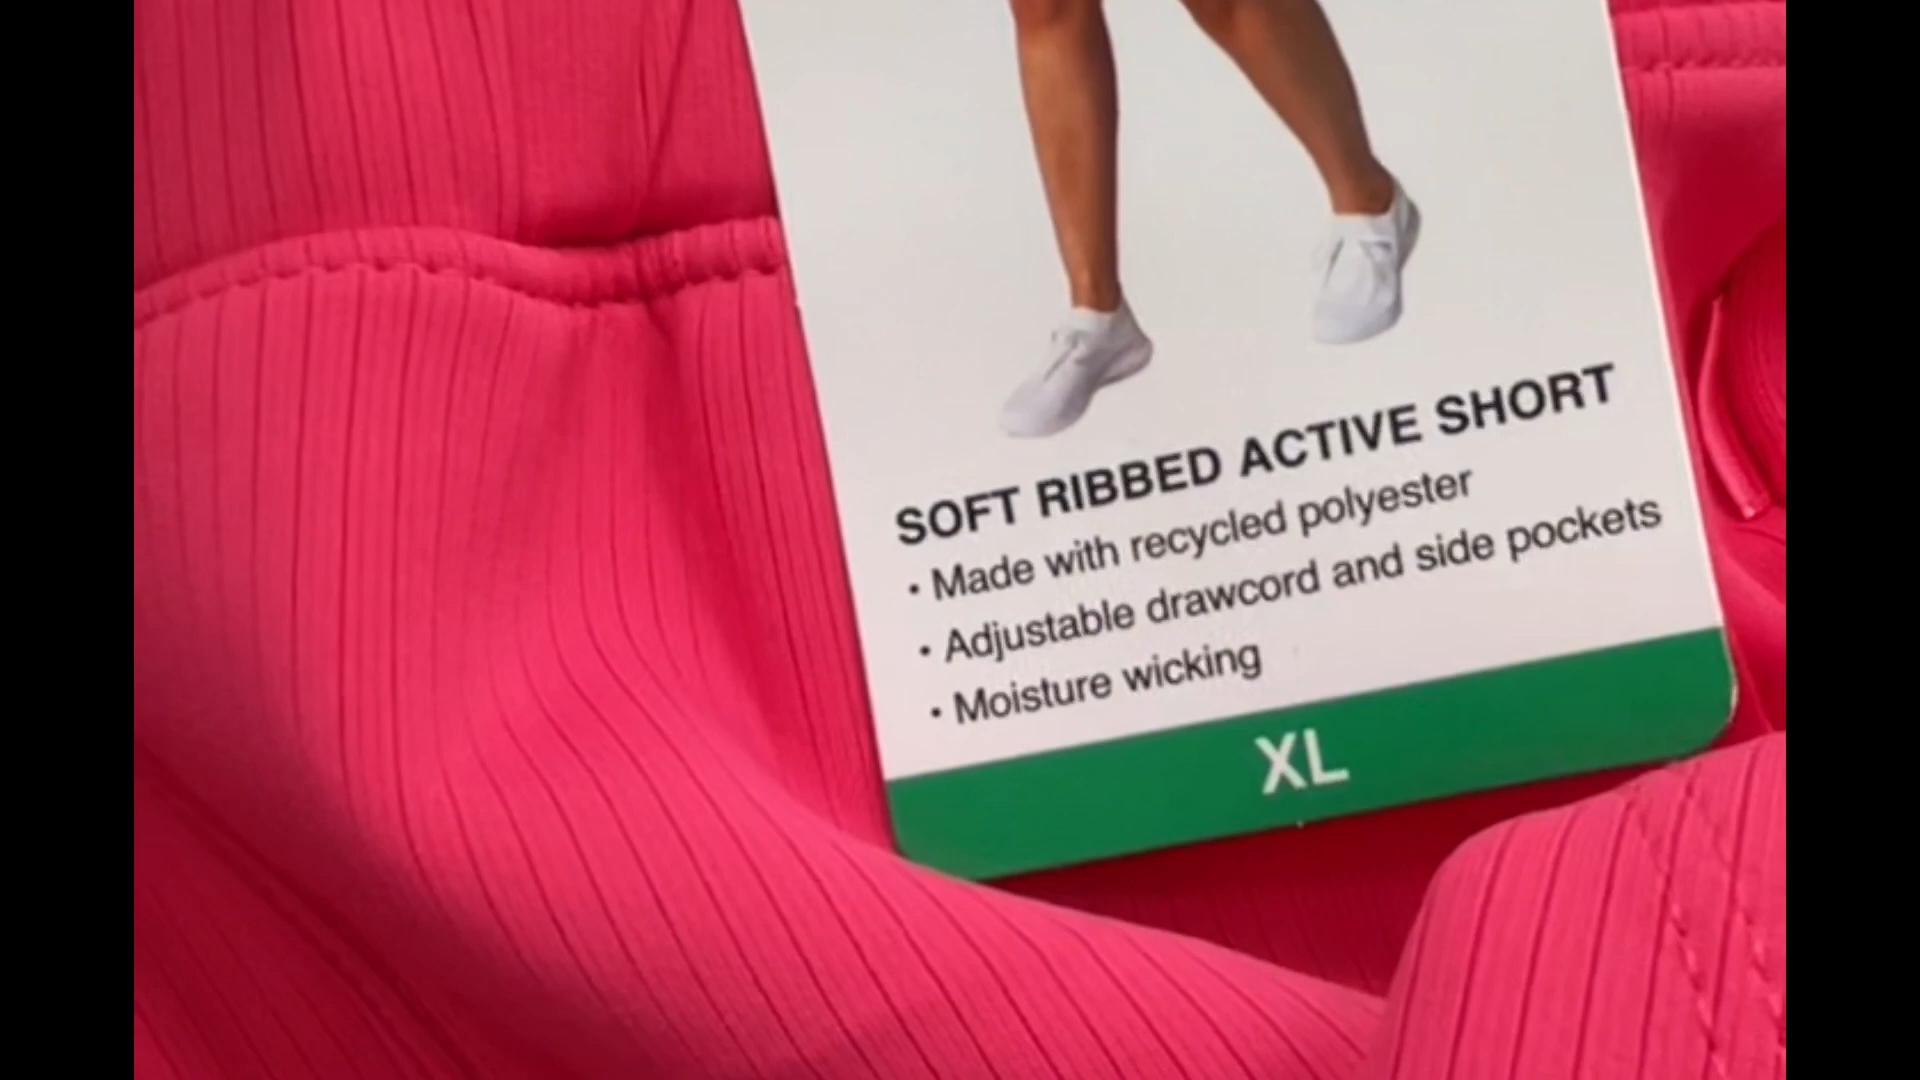 SOFT RIBBED ACTIVE SHORT
• Made with recycled polyester
• Adjustable drawcord and side pockets
• Moisture wicking
XL